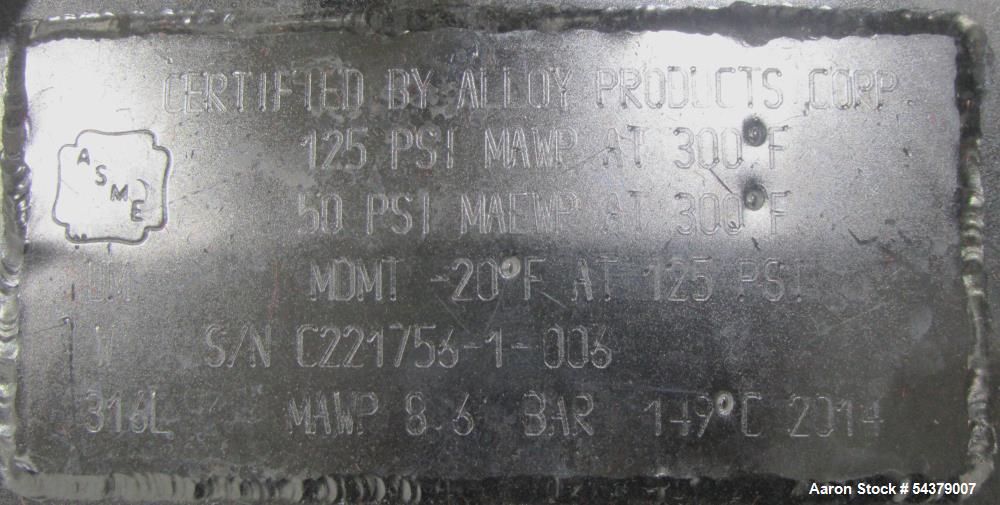 CERTIFIED BY ALLOY PRODUCTS CORP
125 PSI MAWP AT 300°F
ASME
50 PSI MAEWP AT 300°F
UM MDMT -20°F AT 125 PSI
W S/N C221756-1-006
316L MAWP 8.6 BAR 149°C 2014
Aaron Stock # 54379007